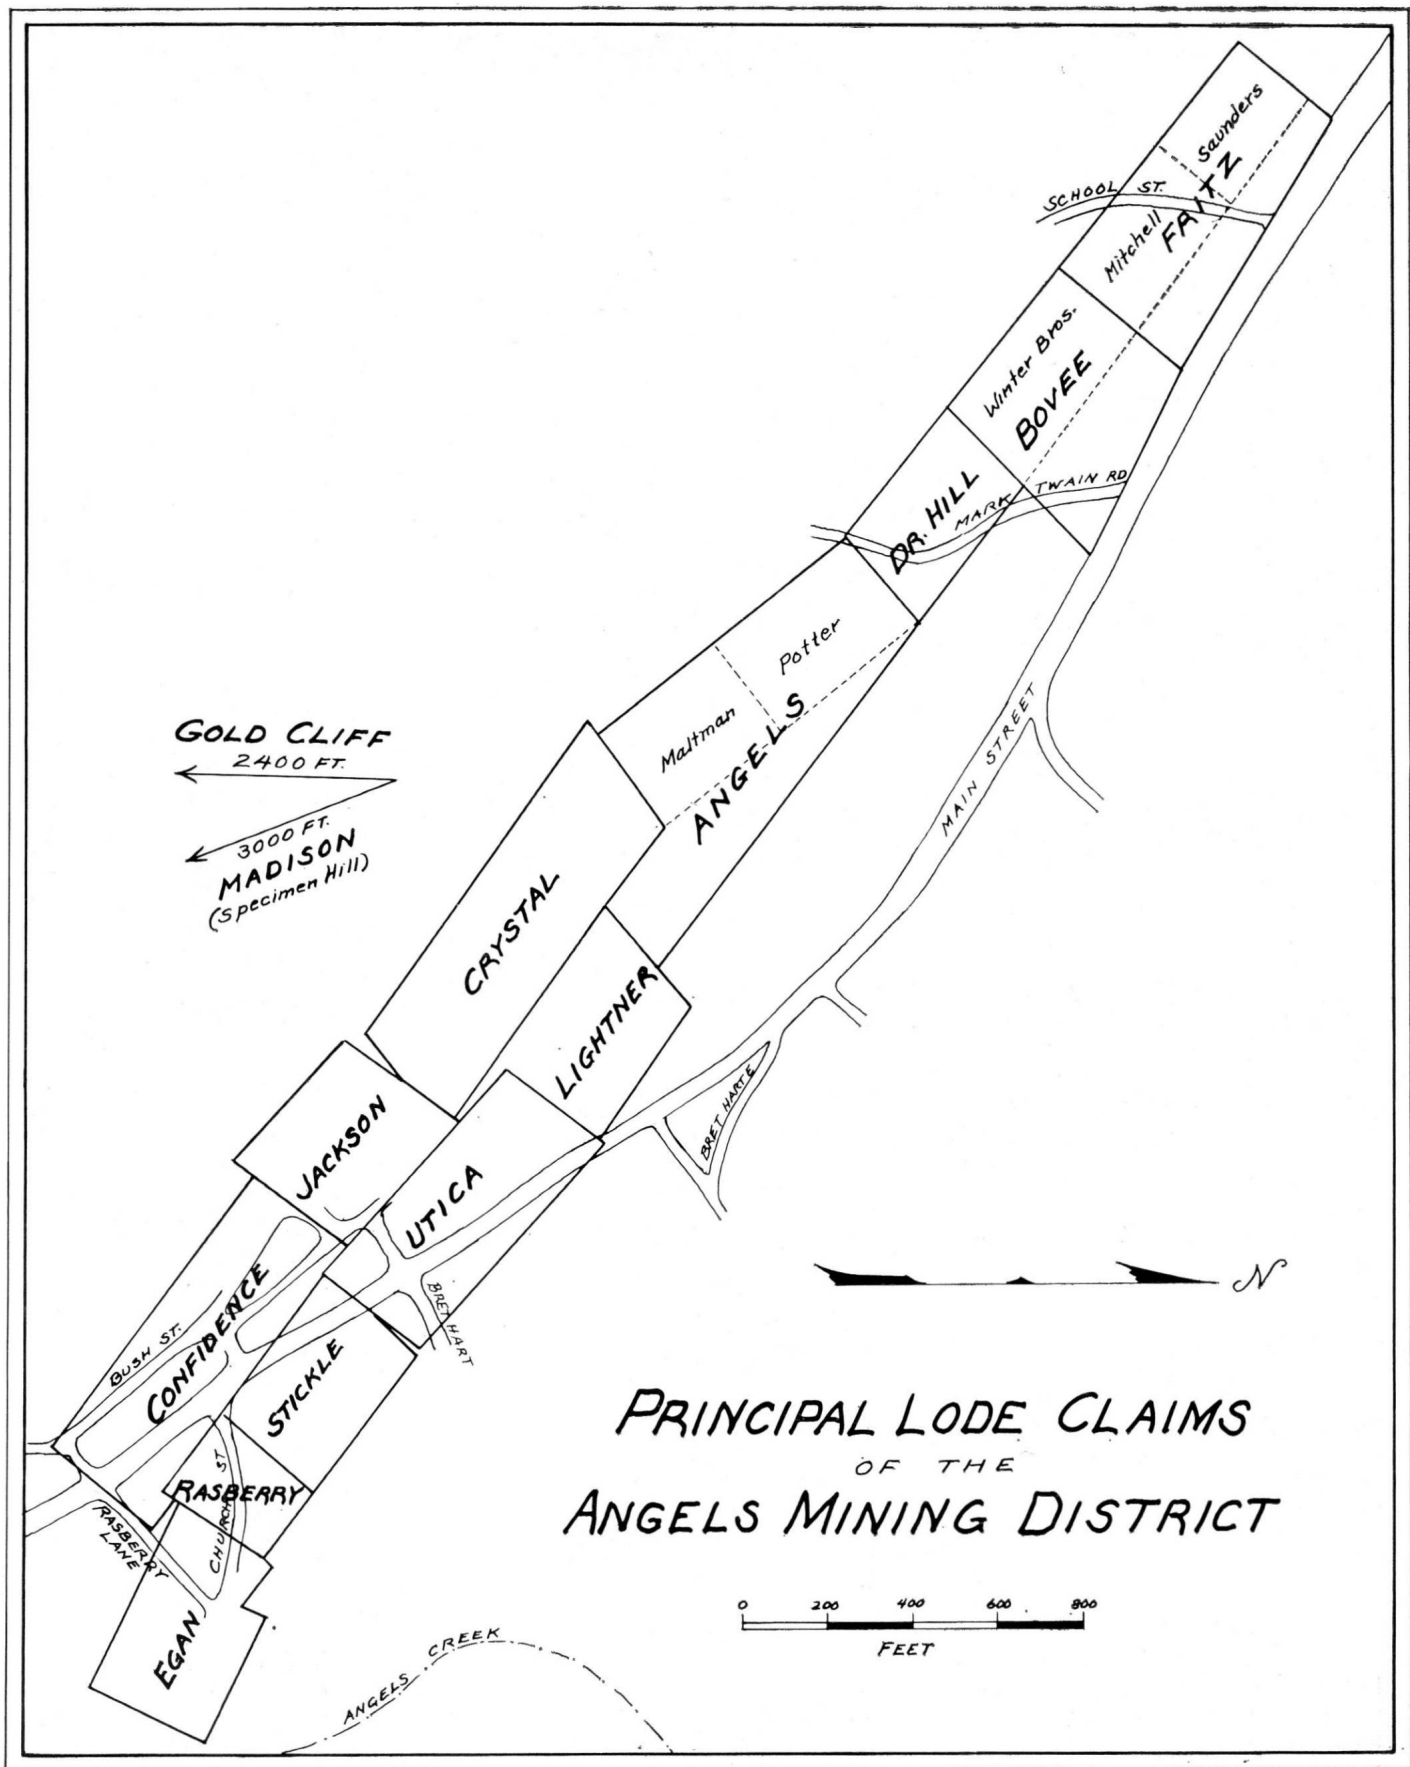 Saunders
FRITZ
SCHOOL ST.
Mitchell
Winter Bros.
BOVEE
DR. HILL
MARK TWAIN RD
Potter
Maltman
ANGELS
MAIN STREET
GOLD CLIFF
2400 FT.
3000 FT.
MADISON
(Specimen Hill)
CRYSTAL
LIGHTNER
BRET HARTE
JACKSON
UTICA
BRET HART
CONFIDENCE
BUSH ST.
STICKLE
RASBERRY
CHURCH ST
RASBERRY
LANE
EGAN
ANGELS CREEK
N
PRINCIPAL LODE CLAIMS
OF THE
ANGELS MINING DISTRICT
0 200 400 600 800
FEET